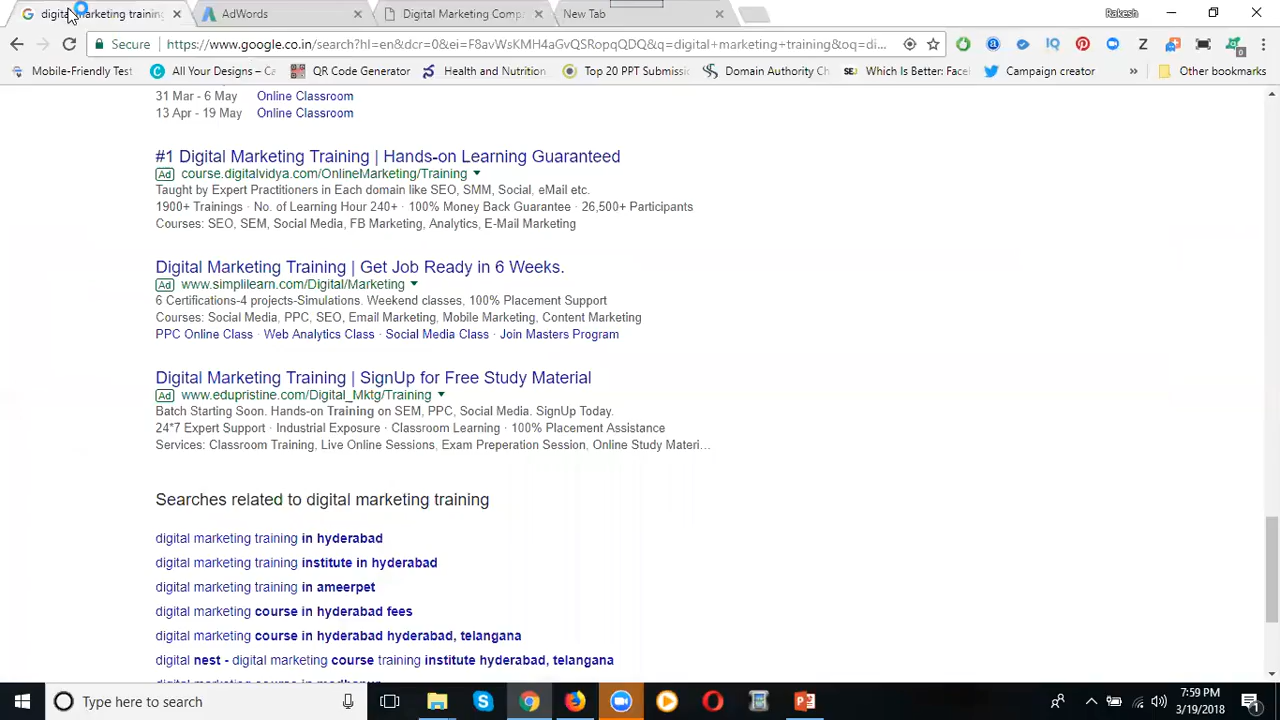 digital marketing training
AdWords
Digital Marketing Comp
New Tab
Rakesh
Secure
https://www.google.co.in/search?hl=en&dcr=0&ei=F8avWsKMH4aGvQSRopqQDQ&q=digital+marketing+training&oq=di...
Mobile-Friendly Test
All Your Designs – Ca
QR Code Generator
Health and Nutrition
Top 20 PPT Submissi
Domain Authority Ch
SEJ
Which Is Better: Face
Campaign creator
»
Other bookmarks
31 Mar - 6 May Online Classroom
13 Apr - 19 May Online Classroom
#1 Digital Marketing Training | Hands-on Learning Guaranteed
Ad course.digitalvidya.com/OnlineMarketing/Training
Taught by Expert Practitioners in Each domain like SEO, SMM, Social, eMail etc.
1900+ Trainings · No. of Learning Hour 240+ · 100% Money Back Guarantee · 26,500+ Participants
Courses: SEO, SEM, Social Media, FB Marketing, Analytics, E-Mail Marketing
Digital Marketing Training | Get Job Ready in 6 Weeks.
Ad www.simplilearn.com/Digital/Marketing
6 Certifications-4 projects-Simulations. Weekend classes, 100% Placement Support
Courses: Social Media, PPC, SEO, Email Marketing, Mobile Marketing, Content Marketing
PPC Online Class · Web Analytics Class · Social Media Class · Join Masters Program
Digital Marketing Training | SignUp for Free Study Material
Ad www.edupristine.com/Digital_Mktg/Training
Batch Starting Soon. Hands-on Training on SEM, PPC, Social Media. SignUp Today.
24*7 Expert Support · Industrial Exposure · Classroom Learning · 100% Placement Assistance
Services: Classroom Training, Live Online Sessions, Exam Preperation Session, Online Study Materi...
Searches related to digital marketing training
digital marketing training in hyderabad
digital marketing training institute in hyderabad
digital marketing training in ameerpet
digital marketing course in hyderabad fees
digital marketing course in hyderabad hyderabad, telangana
digital nest - digital marketing course training institute hyderabad, telangana
Type here to search
7:59 PM
3/19/2018